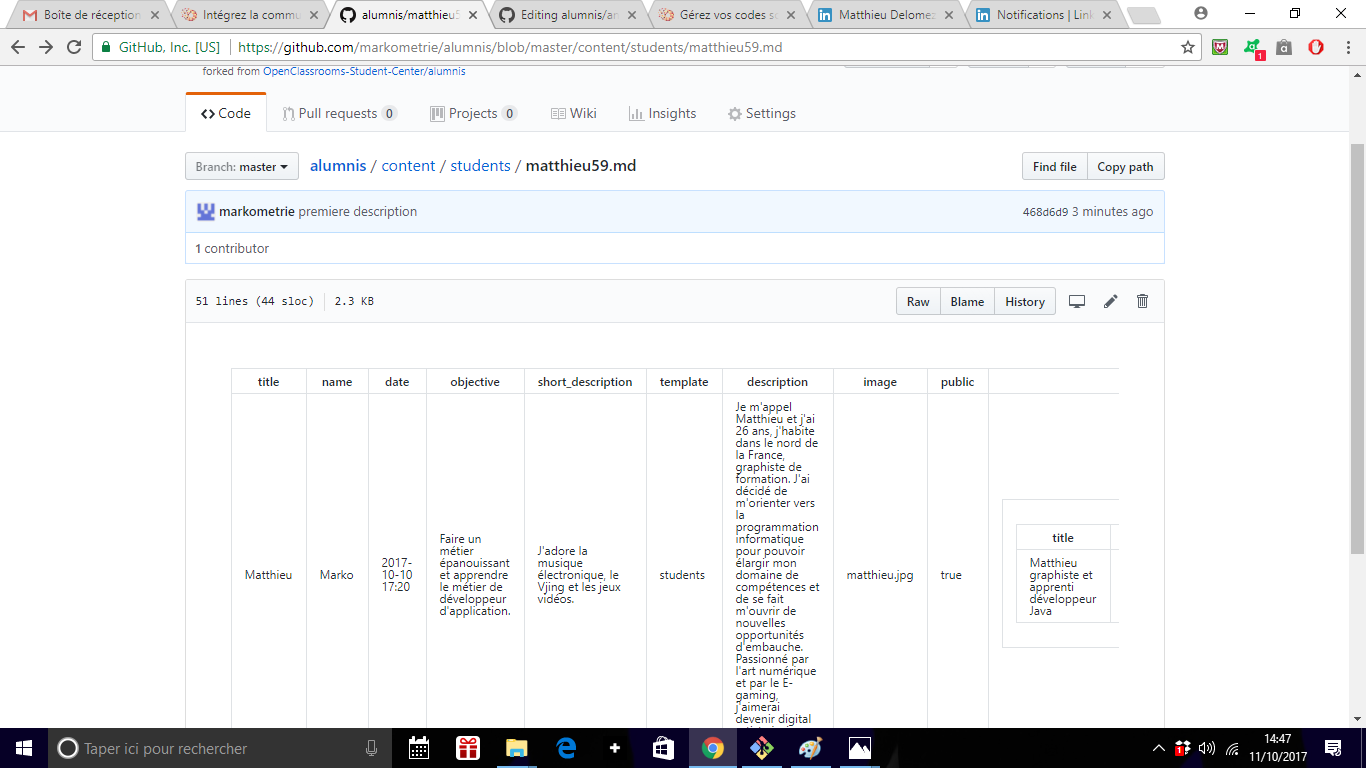 Boîte de réception
Intégrez la commu
alumnis/matthieu5
Editing alumnis/an
Gérez vos codes so
Matthieu Delomez
Notifications | Link
GitHub, Inc. [US]
https://github.com/markometrie/alumnis/blob/master/content/students/matthieu59.md
1
forked from OpenClassrooms-Student-Center/alumnis
Code
Pull requests 0
Projects 0
Wiki
Insights
Settings
Branch: master
alumnis / content / students / matthieu59.md
Find file
Copy path
markometrie premiere description
468d6d9 3 minutes ago
1 contributor
51 lines (44 sloc)
2.3 KB
Raw
Blame
History
title
name
date
objective
short_description
template
description
image
public
Matthieu
Marko
2017-
10-10
17:20
Faire un
métier
épanouissant
et apprendre
le métier de
développeur
d'application.
J'adore la
musique
électronique, le
Vjing et les jeux
vidéos.
students
Je m'appel
Matthieu et j'ai
26 ans, j'habite
dans le nord de
la France,
graphiste de
formation. J'ai
décidé de
m'orienter vers
la
programmation
informatique
pour pouvoir
élargir mon
domaine de
compétences et
de se fait
m'ouvrir de
nouvelles
opportunités
d'embauche.
Passionné par
l'art numérique
et par le E-
gaming,
j'aimerai
devenir digital
matthieu.jpg
true
title
Matthieu
graphiste et
apprenti
développeur
Java
Taper ici pour rechercher
14:47
11/10/2017